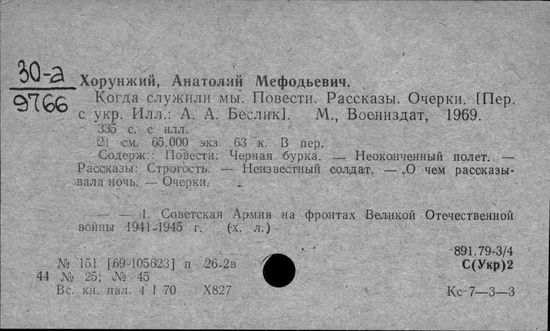 30-а
9766
Хорунжий, Анатолий Мефодьевич.
Когда служили мы. Повести. Рассказы. Очерки. [Пер.
с укр. Илл.: А. А. Беслик]. М., Воениздат, 1969.
335 с. с илл.
21 см. 65.000 экз. 63 к. В пер.
Содерж.: Повести: Черная бурка. — Неоконченный полет. —
Рассказы: Строгость. — Неизвестный солдат. — О чем рассказы-
вала ночь. — Очерки.
— — 1. Советская Армия на фронтах Великой Отечественной
войны 1941-1945 г. (х. л.)
891.79-3/4
№ 151 [69-105623] п 26-2в С(Укр)2
44 № 25; № 45
Вс. кн. пал. 4 I 70 Х827 Кс-7—3—3